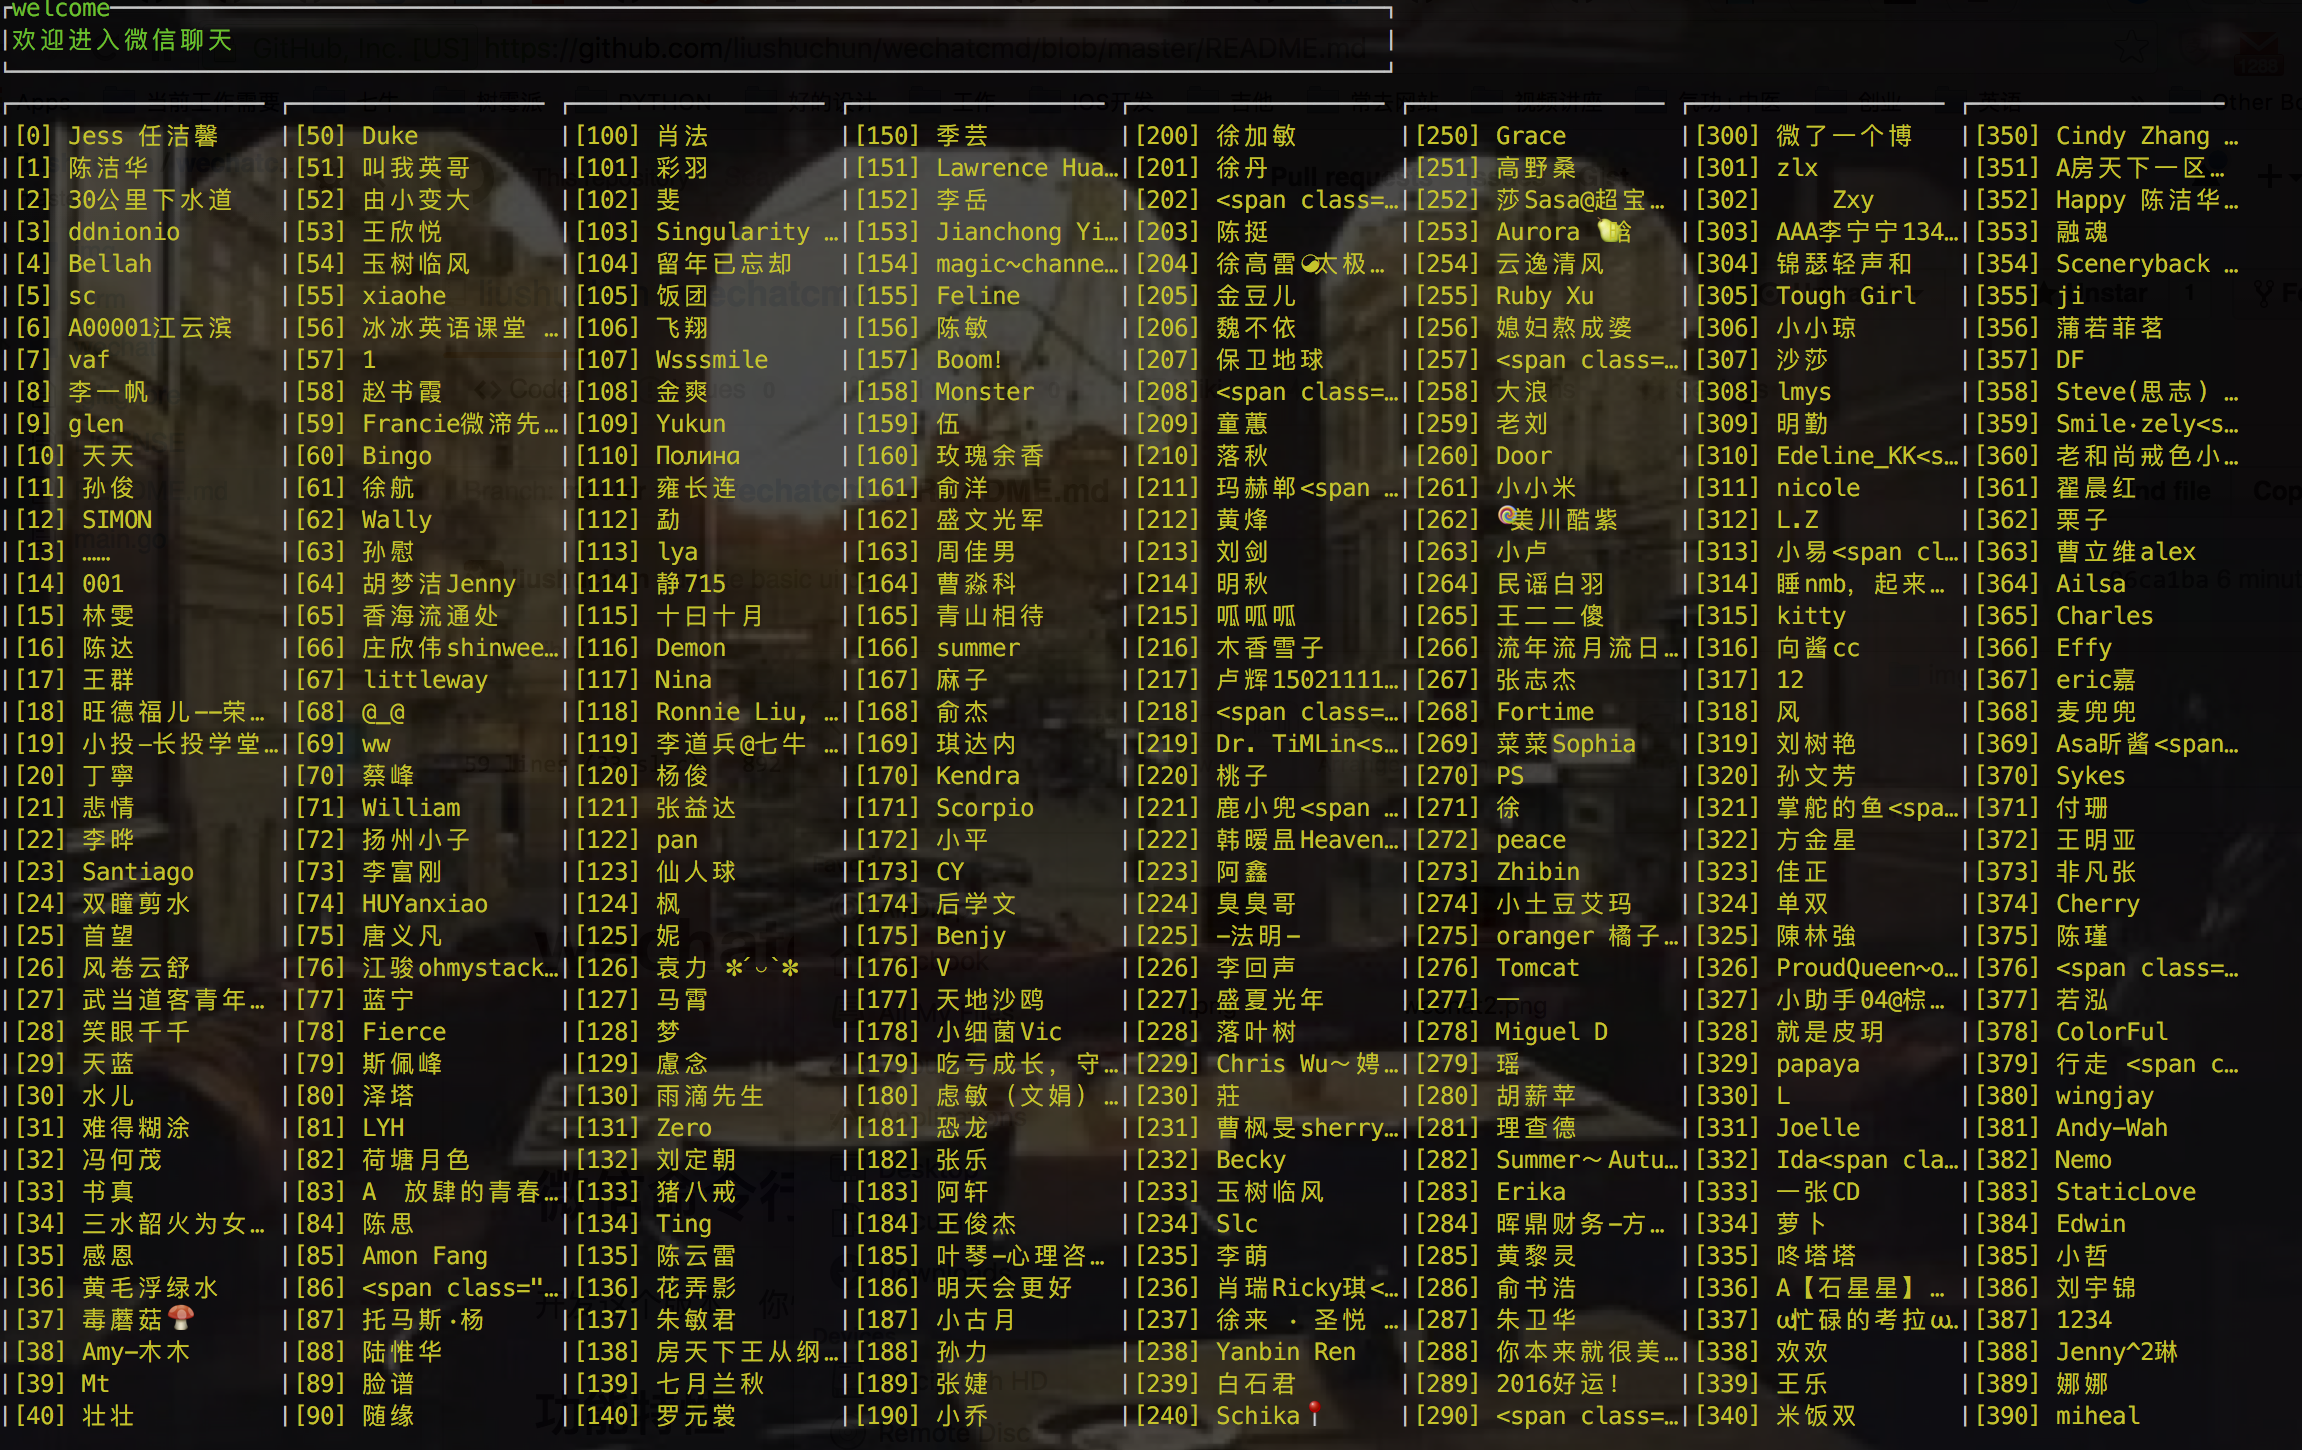 welcome
欢迎进入微信聊天
[0] Jess 任洁馨
[1] 陈洁华
[2] 30公里下水道
[3] ddnionio
[4] Bellah
[5] sc
[6] A00001江云滨
[7] vaf
[8] 李一帆
[9] glen
[10] 天天
[11] 孙俊
[12] SIMON
[13] ……
[14] 001
[15] 林雯
[16] 陈达
[17] 王群
[18] 旺德福儿——荣…
[19] 小投—长投学堂…
[20] 丁寧
[21] 悲情
[22] 李晔
[23] Santiago
[24] 双瞳剪水
[25] 首望
[26] 风卷云舒
[27] 武当道客青年…
[28] 笑眼千千
[29] 天蓝
[30] 水儿
[31] 难得糊涂
[32] 冯何茂
[33] 书真
[34] 三水韶火为女…
[35] 感恩
[36] 黄毛浮绿水
[37] 毒蘑菇🍄
[38] Amy—木木
[39] Mt
[40] 壮壮
[50] Duke
[51] 叫我英哥
[52] 由小变大
[53] 王欣悦
[54] 玉树临风
[55] xiaohe
[56] 冰冰英语课堂 …
[57] 1
[58] 赵书霞
[59] Francie微渧先…
[60] Bingo
[61] 徐航
[62] Wally
[63] 孙慰
[64] 胡梦洁Jenny
[65] 香海流通处
[66] 庄欣伟shinwee…
[67] littleway
[68] @_@
[69] ww
[70] 蔡峰
[71] William
[72] 扬州小子
[73] 李富刚
[74] HUYanxiao
[75] 唐义凡
[76] 江骏ohmystack…
[77] 蓝宁
[78] Fierce
[79] 斯佩峰
[80] 泽塔
[81] LYH
[82] 荷塘月色
[83] A 放肆的青春…
[84] 陈思
[85] Amon Fang
[86] <span class="…
[87] 托马斯·杨
[88] 陆惟华
[89] 脸谱
[90] 随缘
[100] 肖法
[101] 彩羽
[102] 斐
[103] Singularity …
[104] 留年已忘却
[105] 饭团
[106] 飞翔
[107] Wsssmile
[108] 金爽
[109] Yukun
[110] Полина
[111] 雍长连
[112] 勐
[113] lya
[114] 静715
[115] 十曰十月
[116] Demon
[117] Nina
[118] Ronnie Liu, …
[119] 李道兵@七牛 …
[120] 杨俊
[121] 张益达
[122] pan
[123] 仙人球
[124] 枫
[125] 妮
[126] 袁力 ✻´ᵕ`✻
[127] 马霄
[128] 梦
[129] 慮念
[130] 雨滴先生
[131] Zero
[132] 刘定朝
[133] 猪八戒
[134] Ting
[135] 陈云雷
[136] 花弄影
[137] 朱敏君
[138] 房天下王从纲…
[139] 七月兰秋
[140] 罗元裳
[150] 季芸
[151] Lawrence Hua…
[152] 李岳
[153] Jianchong Yi…
[154] magic~channe…
[155] Feline
[156] 陈敏
[157] Boom!
[158] Monster
[159] 伍
[160] 玫瑰余香
[161] 俞洋
[162] 盛文光军
[163] 周佳男
[164] 曹淼科
[165] 青山相待
[166] summer
[167] 麻子
[168] 俞杰
[169] 琪达内
[170] Kendra
[171] Scorpio
[172] 小平
[173] CY
[174] 后学文
[175] Benjy
[176] V
[177] 天地沙鸥
[178] 小细菌Vic
[179] 吃亏成长，守…
[180] 虑敏（文娟）…
[181] 恐龙
[182] 张乐
[183] 阿轩
[184] 王俊杰
[185] 叶琴—心理咨…
[186] 明天会更好
[187] 小古月
[188] 孙力
[189] 张婕
[190] 小乔
[200] 徐加敏
[201] 徐丹
[202] <span class=…
[203] 陈挺
[204] 徐高雷太极…
[205] 金豆儿
[206] 魏不依
[207] 保卫地球
[208] <span class=…
[209] 童蕙
[210] 落秋
[211] 玛赫郸<span …
[212] 黄烽
[213] 刘剑
[214] 明秋
[215] 呱呱呱
[216] 木香雪子
[217] 卢辉15021111…
[218] <span class=…
[219] Dr. TiMLin<s…
[220] 桃子
[221] 鹿小兜<span …
[222] 韩暧昷Heaven…
[223] 阿鑫
[224] 臭臭哥
[225] —法明—
[226] 李回声
[227] 盛夏光年
[228] 落叶树
[229] Chris Wu～娉…
[230] 莊
[231] 曹枫旻sherry…
[232] Becky
[233] 玉树临风
[234] Slc
[235] 李萌
[236] 肖瑞Ricky琪<…
[237] 徐来 · 圣悦 …
[238] Yanbin Ren
[239] 白石君
[240] Schika📍
[250] Grace
[251] 高野桑
[252] 莎Sasa@超宝…
[253] Aurora 🍋晗
[254] 云逸清风
[255] Ruby Xu
[256] 媳妇熬成婆
[257] <span class=…
[258] 大浪
[259] 老刘
[260] Door
[261] 小小米
[262] 🍭美川酷紫
[263] 小卢
[264] 民谣白羽
[265] 王二二傻
[266] 流年流月流日…
[267] 张志杰
[268] Fortime
[269] 菜菜Sophia
[270] PS
[271] 徐
[272] peace
[273] Zhibin
[274] 小土豆艾玛
[275] oranger 橘子…
[276] Tomcat
[277] 一
[278] Miguel D
[279] 瑶
[280] 胡薪苹
[281] 理查德
[282] Summer～Autu…
[283] Erika
[284] 晖鼎财务—方…
[285] 黄黎灵
[286] 俞书浩
[287] 朱卫华
[288] 你本来就很美…
[289] 2016好运！
[290] <span class=…
[300] 微了一个博
[301] zlx
[302] Zxy
[303] AAA李宁宁134…
[304] 锦瑟轻声和
[305] Tough Girl
[306] 小小琼
[307] 沙莎
[308] lmys
[309] 明勤
[310] Edeline_KK<s…
[311] nicole
[312] L.Z
[313] 小易<span cl…
[314] 睡nmb，起来…
[315] kitty
[316] 向酱cc
[317] 12
[318] 风
[319] 刘树艳
[320] 孙文芳
[321] 掌舵的鱼<spa…
[322] 方金星
[323] 佳正
[324] 单双
[325] 陳林強
[326] ProudQueen~o…
[327] 小助手04@棕…
[328] 就是皮玥
[329] papaya
[330] L
[331] Joelle
[332] Ida<span cla…
[333] 一张CD
[334] 萝卜
[335] 咚塔塔
[336] A【石星星】…
[337] ω忙碌的考拉ω…
[338] 欢欢
[339] 王乐
[340] 米饭双
[350] Cindy Zhang …
[351] A房天下一区…
[352] Happy 陈洁华…
[353] 融魂
[354] Sceneryback …
[355] ji
[356] 蒲若菲茗
[357] DF
[358] Steve(思志) …
[359] Smile·zely<s…
[360] 老和尚戒色小…
[361] 翟晨红
[362] 栗子
[363] 曹立维alex
[364] Ailsa
[365] Charles
[366] Effy
[367] eric嘉
[368] 麦兜兜
[369] Asa昕酱<span…
[370] Sykes
[371] 付珊
[372] 王明亚
[373] 非凡张
[374] Cherry
[375] 陈瑾
[376] <span class=…
[377] 若泓
[378] ColorFul
[379] 行走 <span c…
[380] wingjay
[381] Andy—Wah
[382] Nemo
[383] StaticLove
[384] Edwin
[385] 小哲
[386] 刘宇锦
[387] 1234
[388] Jenny^2琳
[389] 娜娜
[390] miheal